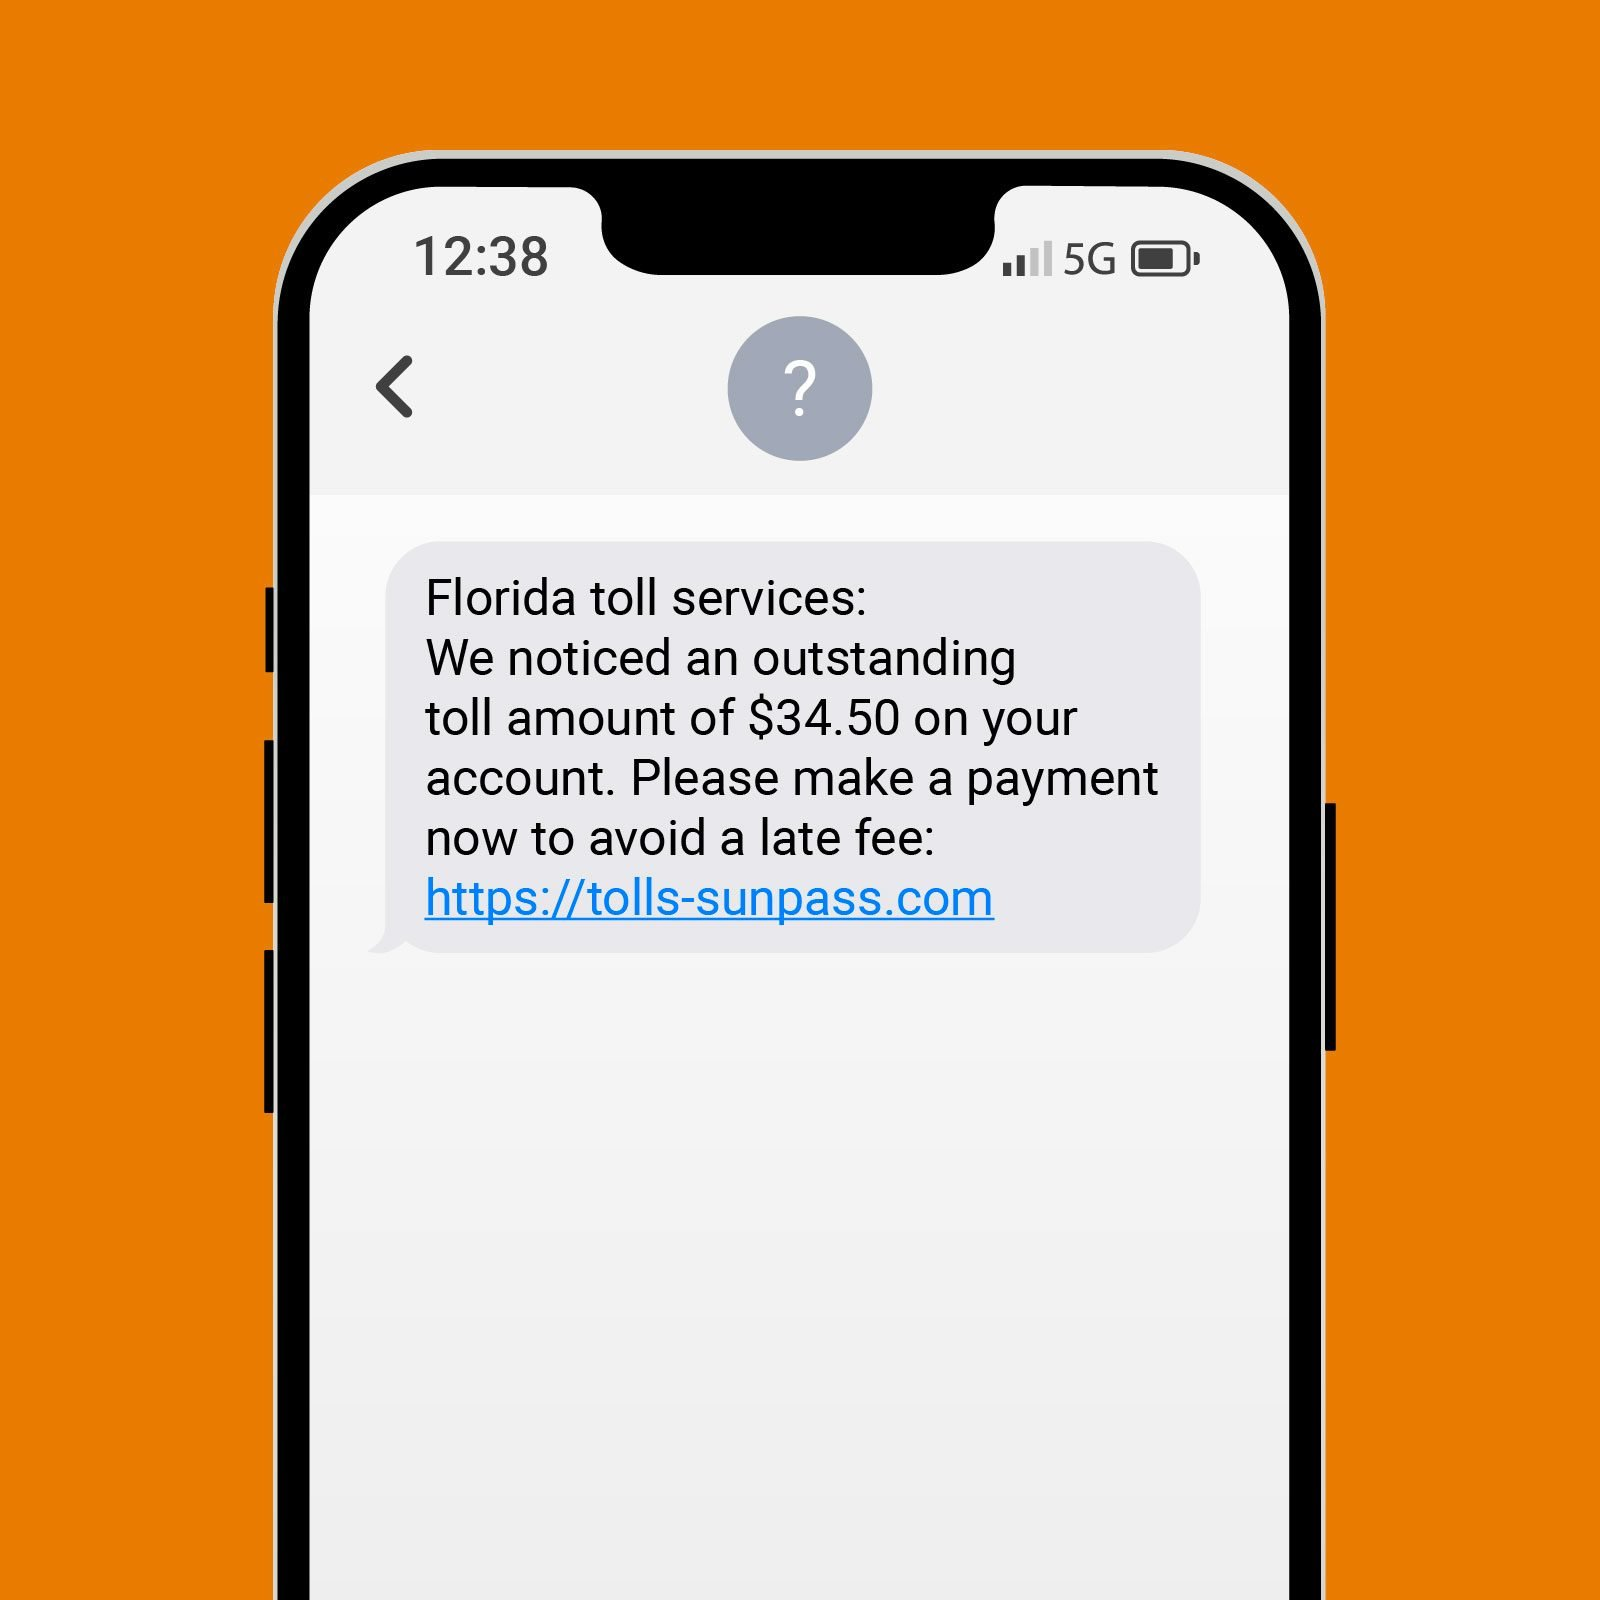 12:38 5G
?
Florida toll services:
We noticed an outstanding
toll amount of $34.50 on your
account. Please make a payment
now to avoid a late fee:
https://tolls-sunpass.com